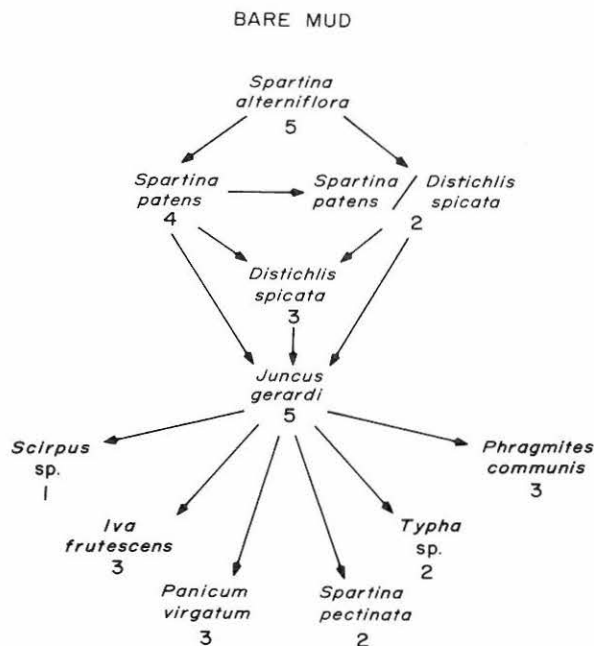 BARE MUD
Spartina
alterniflora
5
Spartina
patens
4
Spartina
patens
/
Distichlis
spicata
2
Distichlis
spicata
3
Juncus
gerardi
5
Scirpus
sp.
1
Phragmites
communis
3
Iva
frutescens
3
Typha
sp.
2
Panicum
virgatum
3
Spartina
pectinata
2